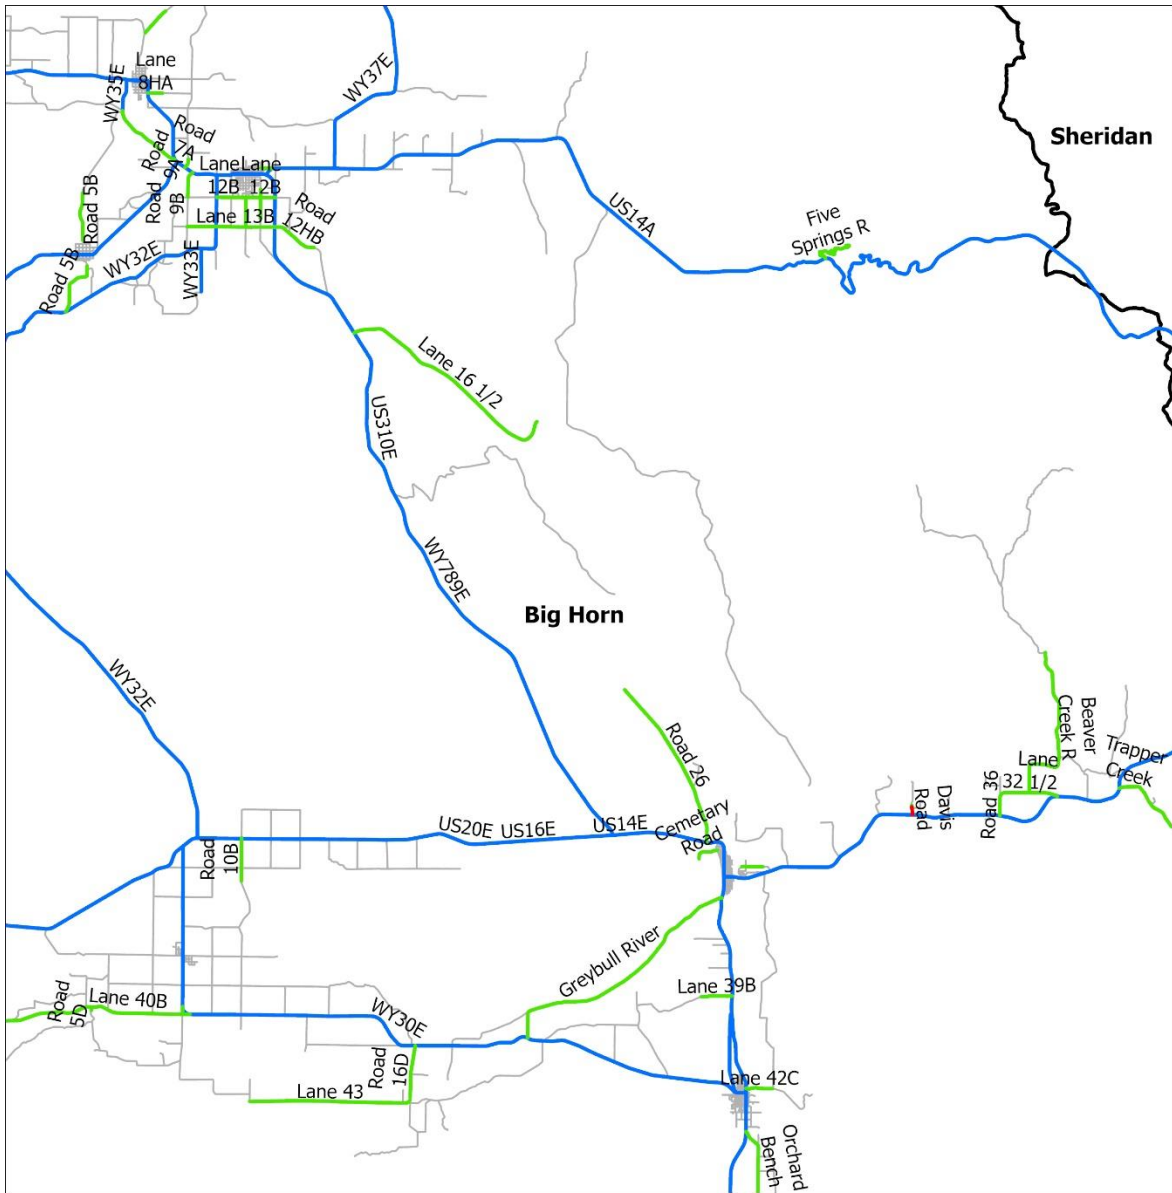 Lane
8HA
WY35E
WY37E
Road
7A
Road
9A
Lane
12B
Lane
12B
Road
9B
Road 5B
Lane 13B
Road
12HB
Road 5B
WY32E
WY33E
US14A
Five
Springs R
Sheridan
Lane 16 1/2
US310E
WY789E
Big Horn
WY32E
Road 26
Beaver
Creek R
Trapper
Creek
Lane
32 1/2
Road 36
Davis
Road
US20E
US16E
US14E
Cemetary
Road
Road
10B
Greybull River
Lane 39B
Road
5D
Lane 40B
WY30E
Road
16D
Lane 43
Lane 42C
Orchard
Bench